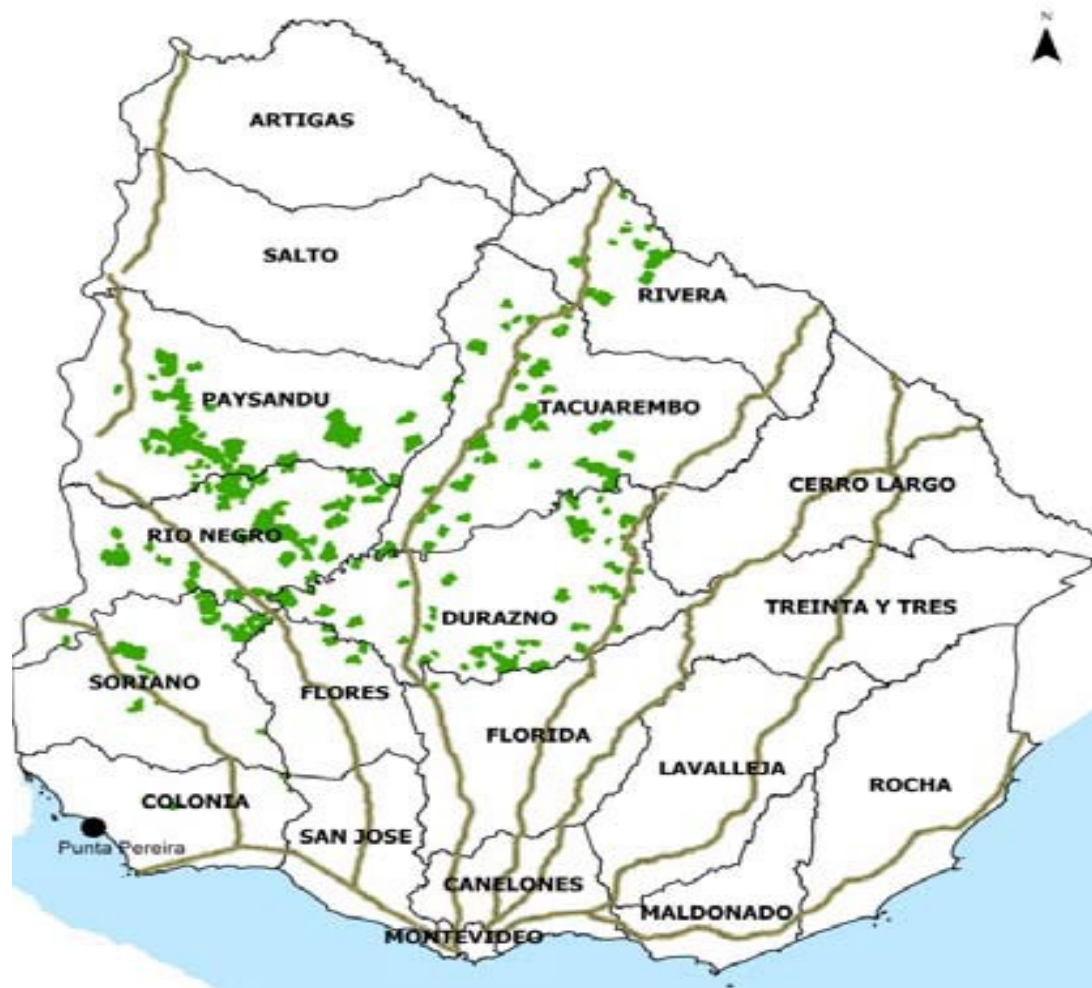 N
ARTIGAS
SALTO
RIVERA
PAYSANDU
TACUAREMBO
CERRO LARGO
RIO NEGRO
TREINTA Y TRES
DURAZNO
SORIANO
FLORES
FLORIDA
LAVALLEJA
ROCHA
COLONIA
SAN JOSE
Punta Pereira
CANELONES
MALDONADO
MONTEVIDEO